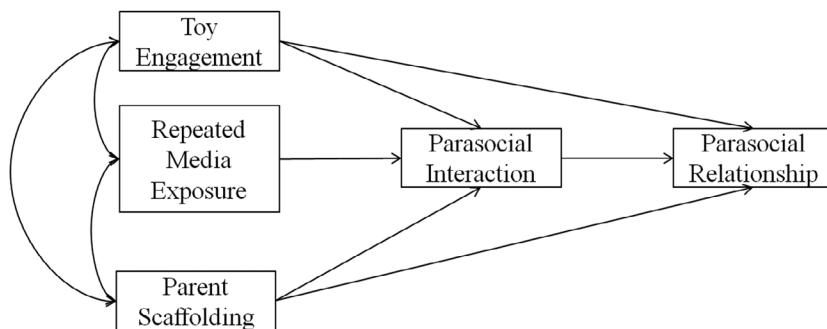 Toy
Engagement
Repeated
Media
Exposure
Parasocial
Interaction
Parasocial
Relationship
Parent
Scaffolding